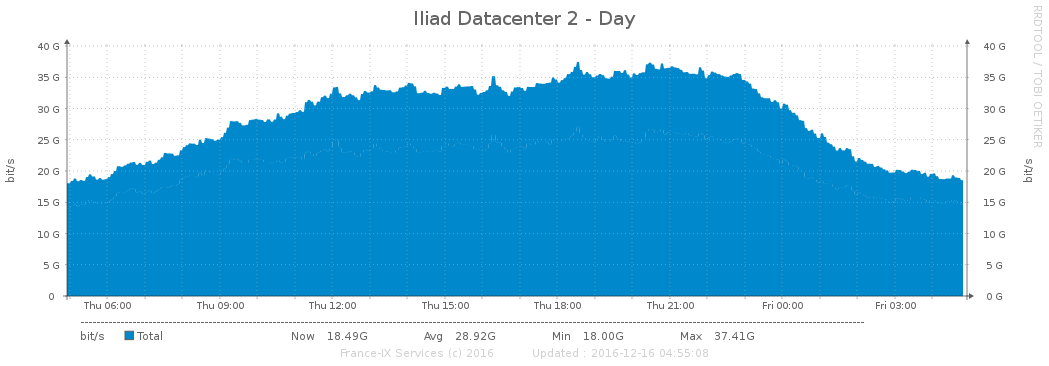 Iliad Datacenter 2 - Day
RRDTOOL / TOBI OETIKER
40 G 40 G
35 G 35 G
30 G 30 G
25 G 25 G
20 G 20 G
15 G 15 G
10 G 10 G
5 G 5 G
0 0 G
bit/s bit/s
Thu 06:00 Thu 09:00 Thu 12:00 Thu 15:00 Thu 18:00 Thu 21:00 Fri 00:00 Fri 03:00
bit/s Total Now 18.49G Avg 28.92G Min 18.00G Max 37.41G
France-IX Services (c) 2016 Updated : 2016-12-16 04:55:08